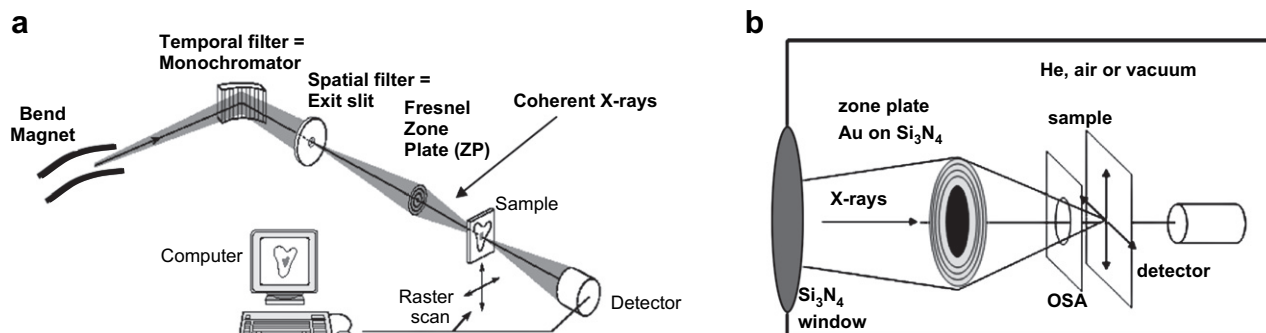 a
Temporal filter =
Monochromator
Spatial filter =
Exit slit
Bend
Magnet
Fresnel
Zone
Plate (ZP)
Coherent X-rays
Sample
Computer
Raster
scan
Detector
b
He, air or vacuum
zone plate
Au on Si₃N₄
sample
X-rays
detector
OSA
Si₃N₄
window